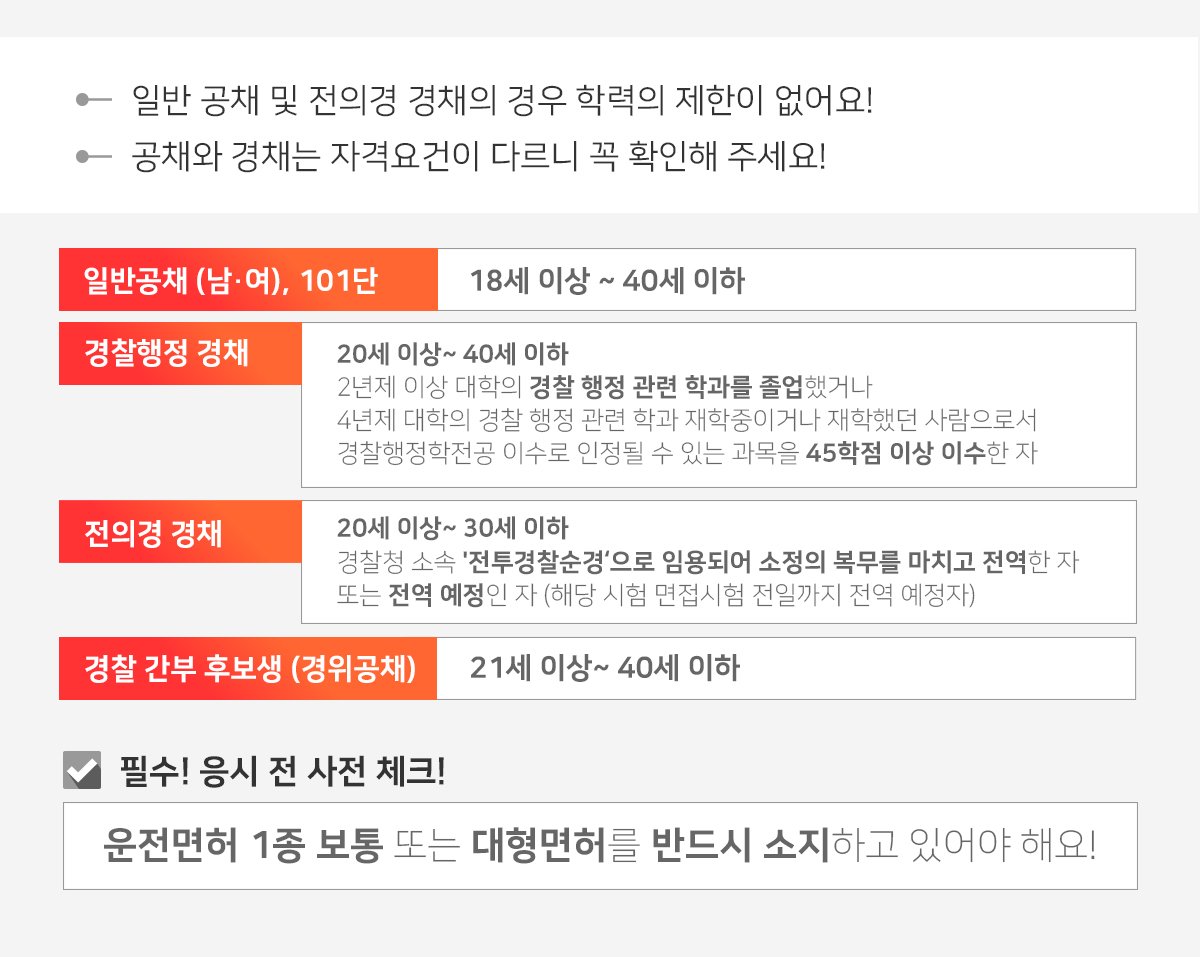 일반 공채 및 전의경 경채의 경우 학력의 제한이 없어요!
공채와 경채는 자격요건이 다르니 꼭 확인해 주세요!
일반공채 (남·여), 101단
18세 이상 ~ 40세 이하
경찰행정 경채
20세 이상~ 40세 이하
2년제 이상 대학의 경찰 행정 관련 학과를 졸업했거나
4년제 대학의 경찰 행정 관련 학과 재학중이거나 재학했던 사람으로서
경찰행정학전공 이수로 인정될 수 있는 과목을 45학점 이상 이수한 자
전의경 경채
20세 이상~ 30세 이하
경찰청 소속 '전투경찰순경‘으로 임용되어 소정의 복무를 마치고 전역한 자
또는 전역 예정인 자 (해당 시험 면접시험 전일까지 전역 예정자)
경찰 간부 후보생 (경위공채)
21세 이상~ 40세 이하
필수! 응시 전 사전 체크!
운전면허 1종 보통 또는 대형면허를 반드시 소지하고 있어야 해요!